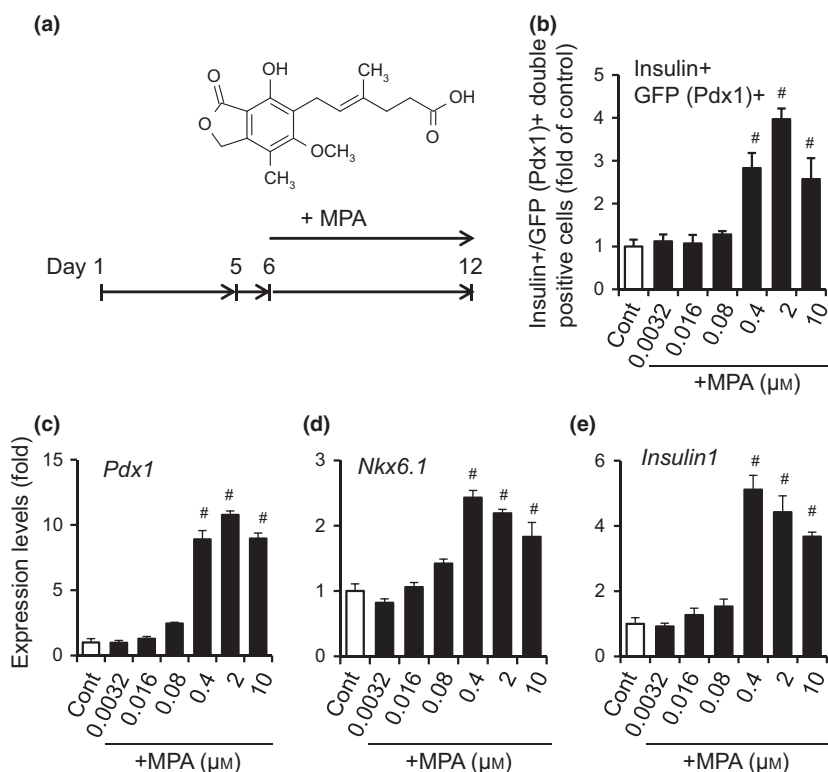 (a)
O
OH
CH3
O
OH
O
OCH3
CH3
+ MPA
Day 1
5
6
12
(b)
Insulin+/GFP (Pdx1)+ double
positive cells (fold of control)
Insulin+
GFP (Pdx1)+
5
4
3
2
1
0
#
#
#
Cont
0.0032
0.016
0.08
0.4
2
10
+MPA (µM)
(c)
Expression levels (fold)
Pdx1
15
10
5
0
#
#
#
Cont
0.0032
0.016
0.08
0.4
2
10
+MPA (µM)
(d)
Nkx6.1
3
2
1
0
#
#
#
Cont
0.0032
0.016
0.08
0.4
2
10
+MPA (µM)
(e)
Insulin1
6
4
2
0
#
#
#
Cont
0.0032
0.016
0.08
0.4
2
10
+MPA (µM)